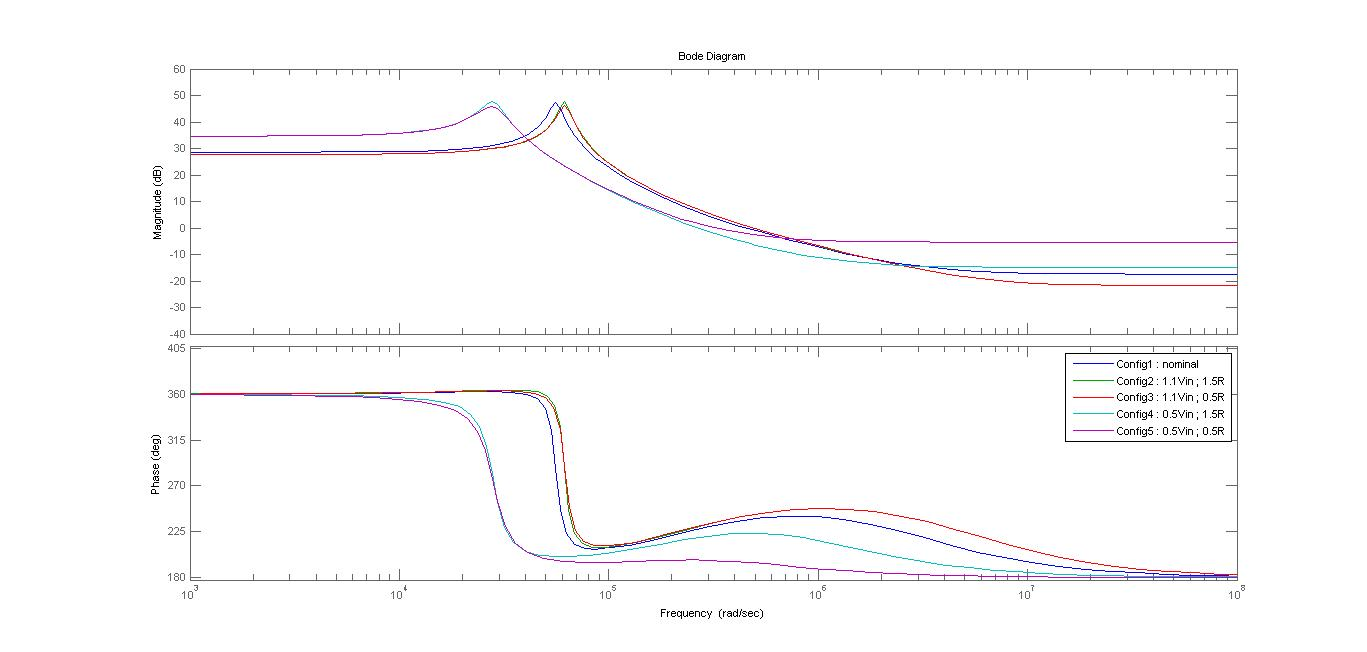 Bode Diagram
60
50
40
30
20
10
0
-10
-20
-30
-40
Magnitude (dB)
405
360
315
270
225
180
Phase (deg)
Config1 : nominal
Config2 : 1.1Vin ; 1.5R
Config3 : 1.1Vin ; 0.5R
Config4 : 0.5Vin ; 1.5R
Config5 : 0.5Vin ; 0.5R
10^3 10^4 10^5 10^6 10^7 10^8
Frequency (rad/sec)